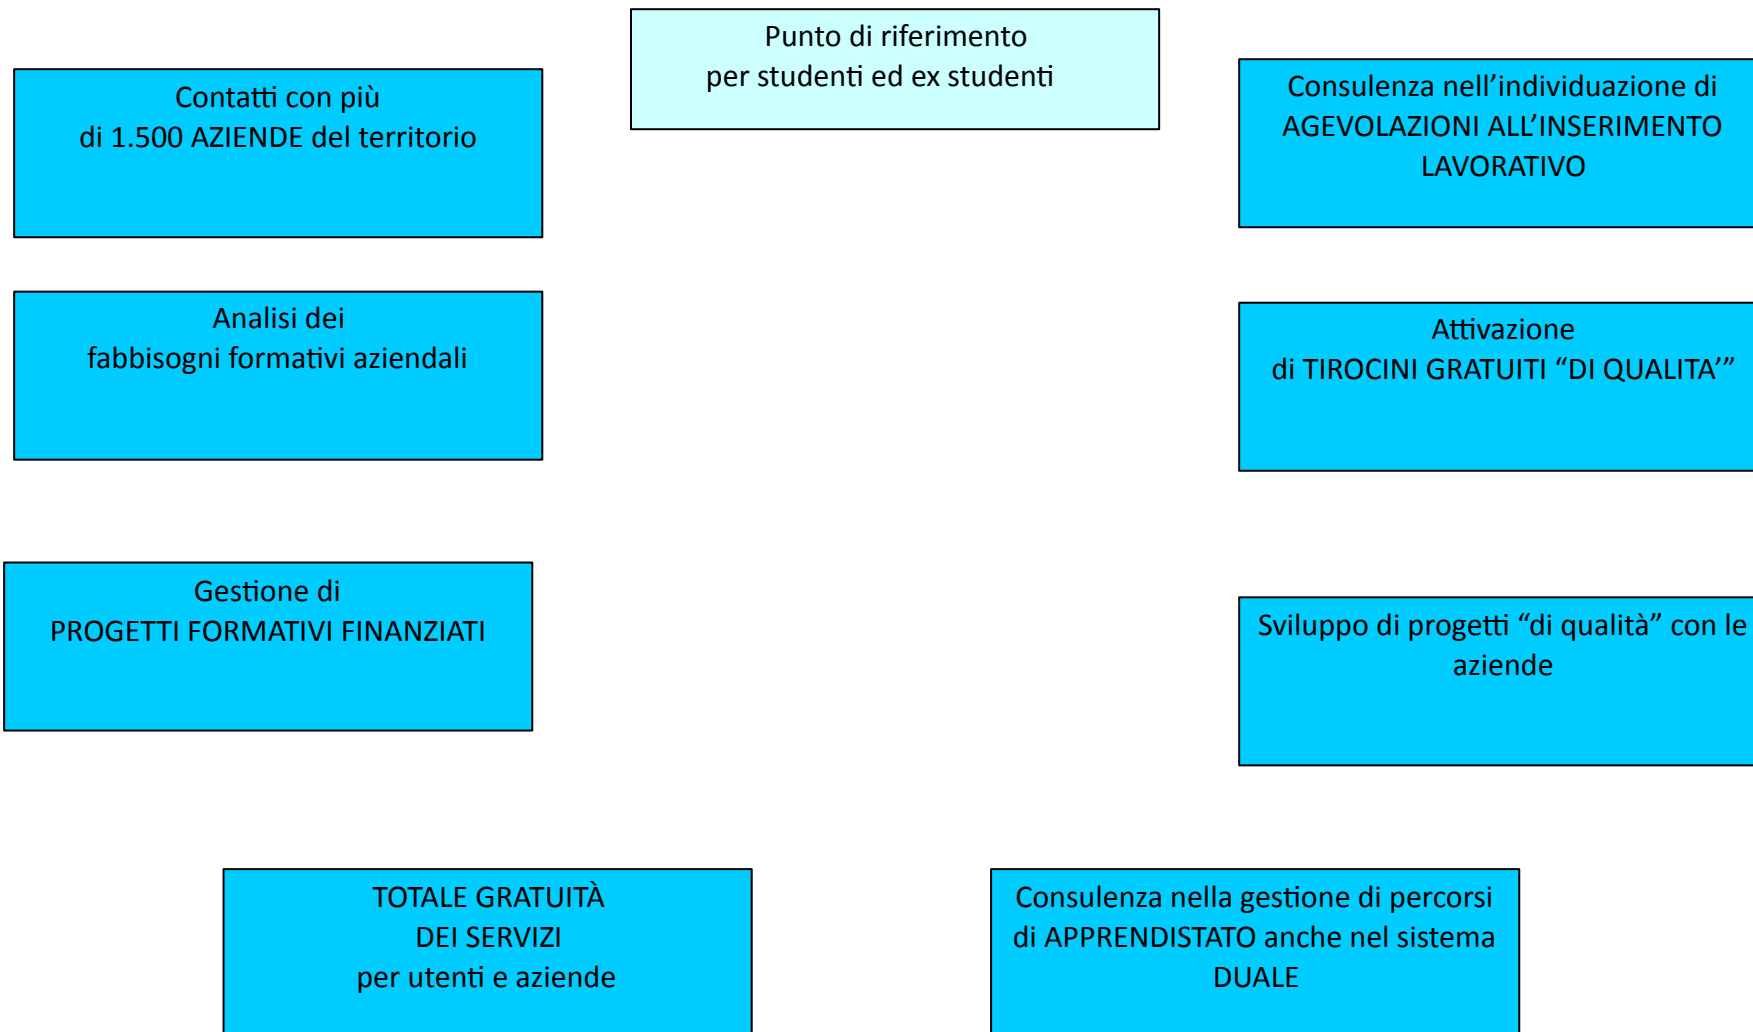 Punto di riferimento
per studenti ed ex studenti
Contatti con più
di 1.500 AZIENDE del territorio
Consulenza nell’individuazione di
AGEVOLAZIONI ALL’INSERIMENTO
LAVORATIVO
Analisi dei
fabbisogni formativi aziendali
Attivazione
di TIROCINI GRATUITI “DI QUALITA’”
Gestione di
PROGETTI FORMATIVI FINANZIATI
Sviluppo di progetti “di qualità” con le
aziende
TOTALE GRATUITÀ
DEI SERVIZI
per utenti e aziende
Consulenza nella gestione di percorsi
di APPRENDISTATO anche nel sistema
DUALE